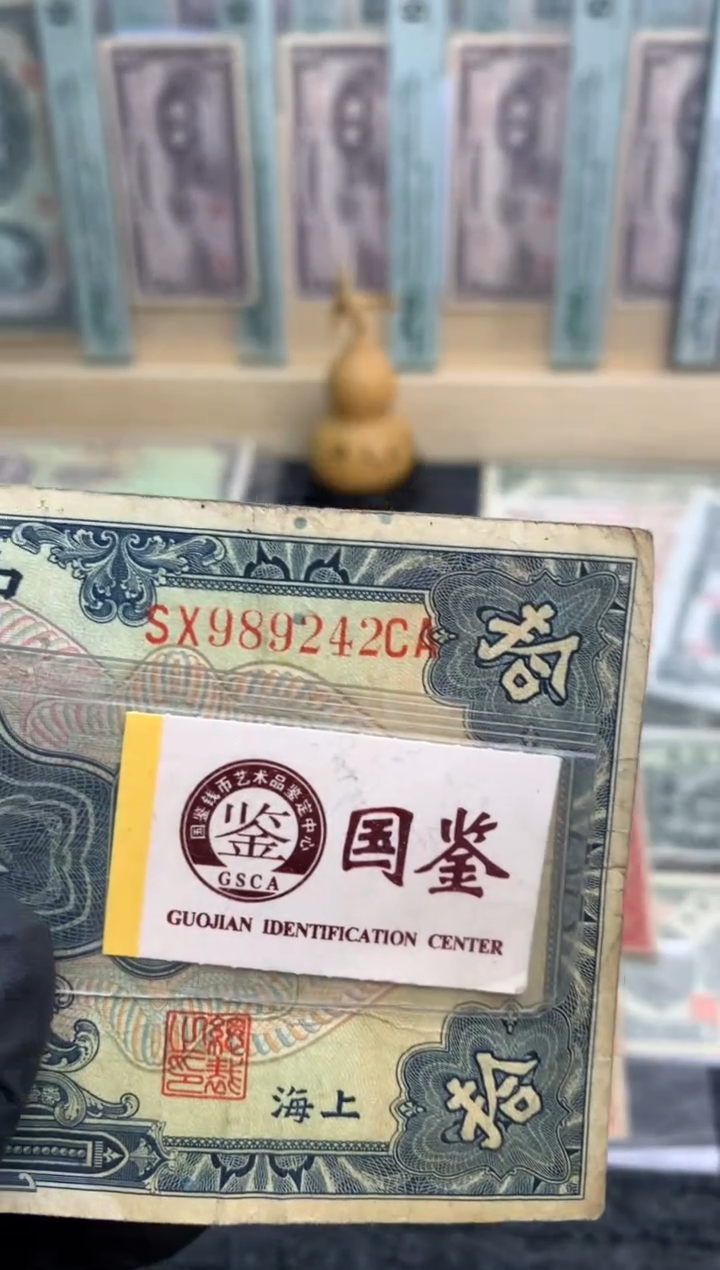 SX989242CA
拾
国鉴钱币艺术品鉴定中心
鉴
GSCA
国鉴
GUOJIAN IDENTIFICATION CENTER
海上
拾